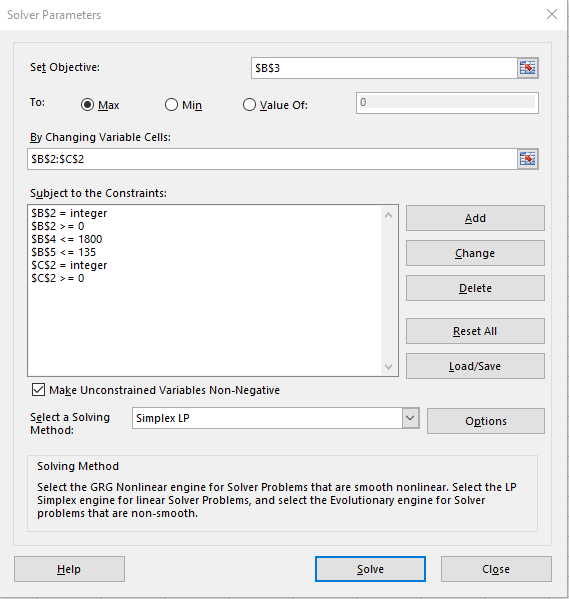 Solver Parameters
Set Objective:
$B$3
To:
Max
Min
Value Of:
0
By Changing Variable Cells:
$B$2:$C$2
Subject to the Constraints:
$B$2 = integer
$B$2 >= 0
$B$4 <= 1800
$B$5 <= 135
$C$2 = integer
$C$2 >= 0
Add
Change
Delete
Reset All
Load/Save
Make Unconstrained Variables Non-Negative
Select a Solving
Method:
Simplex LP
Options
Solving Method
Select the GRG Nonlinear engine for Solver Problems that are smooth nonlinear. Select the LP
Simplex engine for linear Solver Problems, and select the Evolutionary engine for Solver
problems that are non-smooth.
Help
Solve
Close